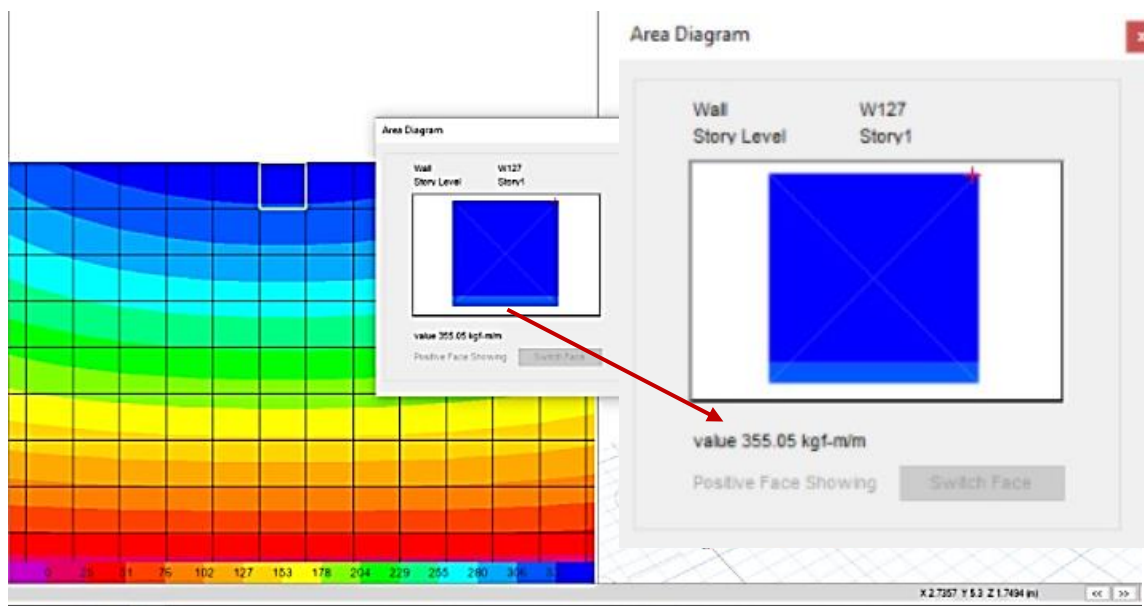 Area Diagram
Wall W127
Story Level Story1
value 355.05 kgf-m/m
Positive Face Showing Switch Face
Area Diagram
Wall W127
Story Level Story1
value 355.05 kgf-m/m
Positive Face Showing Switch Face
0 76 102 127 153 178 204 229 255 280
X 2.7357 Y 5.3 Z 1.7494 (m) << >>